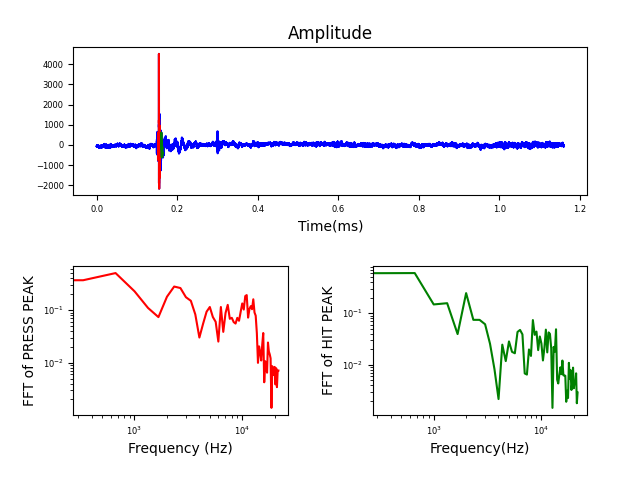 Amplitude
4000
3000
2000
1000
0
−1000
−2000
0.0 0.2 0.4 0.6 0.8 1.0 1.2
Time(ms)
FFT of PRESS PEAK
10⁻¹
10⁻²
10³ 10⁴
Frequency (Hz)
FFT of HIT PEAK
10⁻¹
10⁻²
10³ 10⁴
Frequency(Hz)